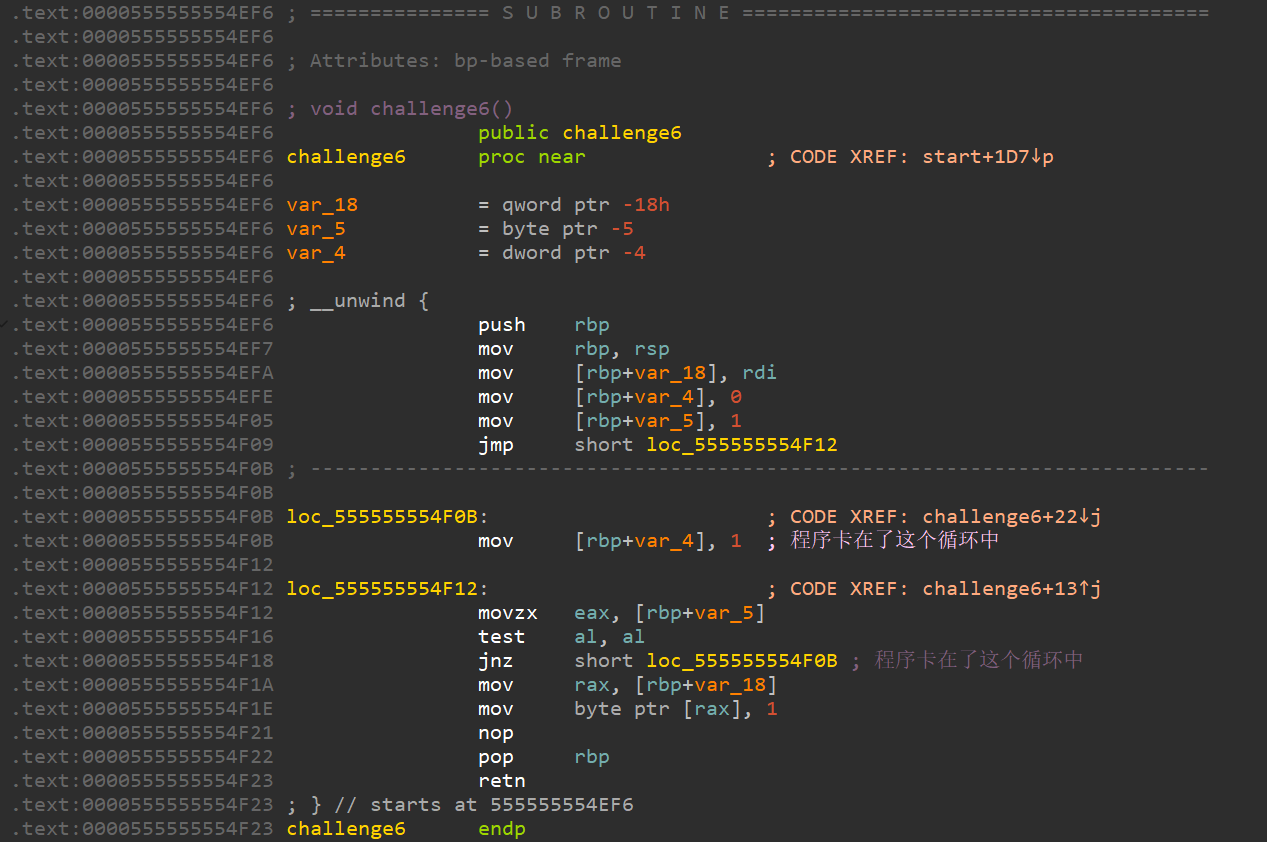 .text:0000555555554EF6 ; =============== S U B R O U T I N E =======================================
.text:0000555555554EF6
.text:0000555555554EF6 ; Attributes: bp-based frame
.text:0000555555554EF6
.text:0000555555554EF6 ; void challenge6()
.text:0000555555554EF6 public challenge6
.text:0000555555554EF6 challenge6 proc near ; CODE XREF: start+1D7↓p
.text:0000555555554EF6
.text:0000555555554EF6 var_18 = qword ptr -18h
.text:0000555555554EF6 var_5 = byte ptr -5
.text:0000555555554EF6 var_4 = dword ptr -4
.text:0000555555554EF6
.text:0000555555554EF6 ; __unwind {
.text:0000555555554EF6 push rbp
.text:0000555555554EF7 mov rbp, rsp
.text:0000555555554EFA mov [rbp+var_18], rdi
.text:0000555555554EFE mov [rbp+var_4], 0
.text:0000555555554F05 mov [rbp+var_5], 1
.text:0000555555554F09 jmp short loc_555555554F12
.text:0000555555554F0B ; ---------------------------------------------------------------------------
.text:0000555555554F0B
.text:0000555555554F0B loc_555555554F0B: ; CODE XREF: challenge6+22↓j
.text:0000555555554F0B mov [rbp+var_4], 1 ; 程序卡在了这个循环中
.text:0000555555554F12
.text:0000555555554F12 loc_555555554F12: ; CODE XREF: challenge6+13↑j
.text:0000555555554F12 movzx eax, [rbp+var_5]
.text:0000555555554F16 test al, al
.text:0000555555554F18 jnz short loc_555555554F0B ; 程序卡在了这个循环中
.text:0000555555554F1A mov rax, [rbp+var_18]
.text:0000555555554F1E mov byte ptr [rax], 1
.text:0000555555554F21 nop
.text:0000555555554F22 pop rbp
.text:0000555555554F23 retn
.text:0000555555554F23 ; } // starts at 555555554EF6
.text:0000555555554F23 challenge6 endp